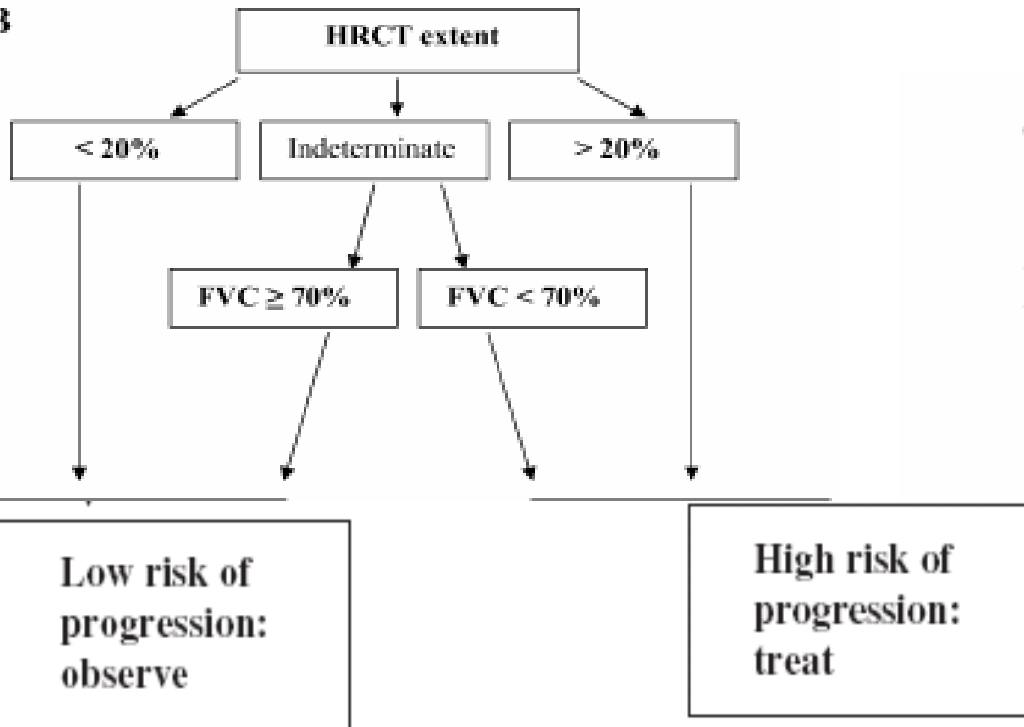 B
HRCT extent
< 20%
Indeterminate
> 20%
FVC ≥ 70%
FVC < 70%
Low risk of
progression:
observe
High risk of
progression:
treat